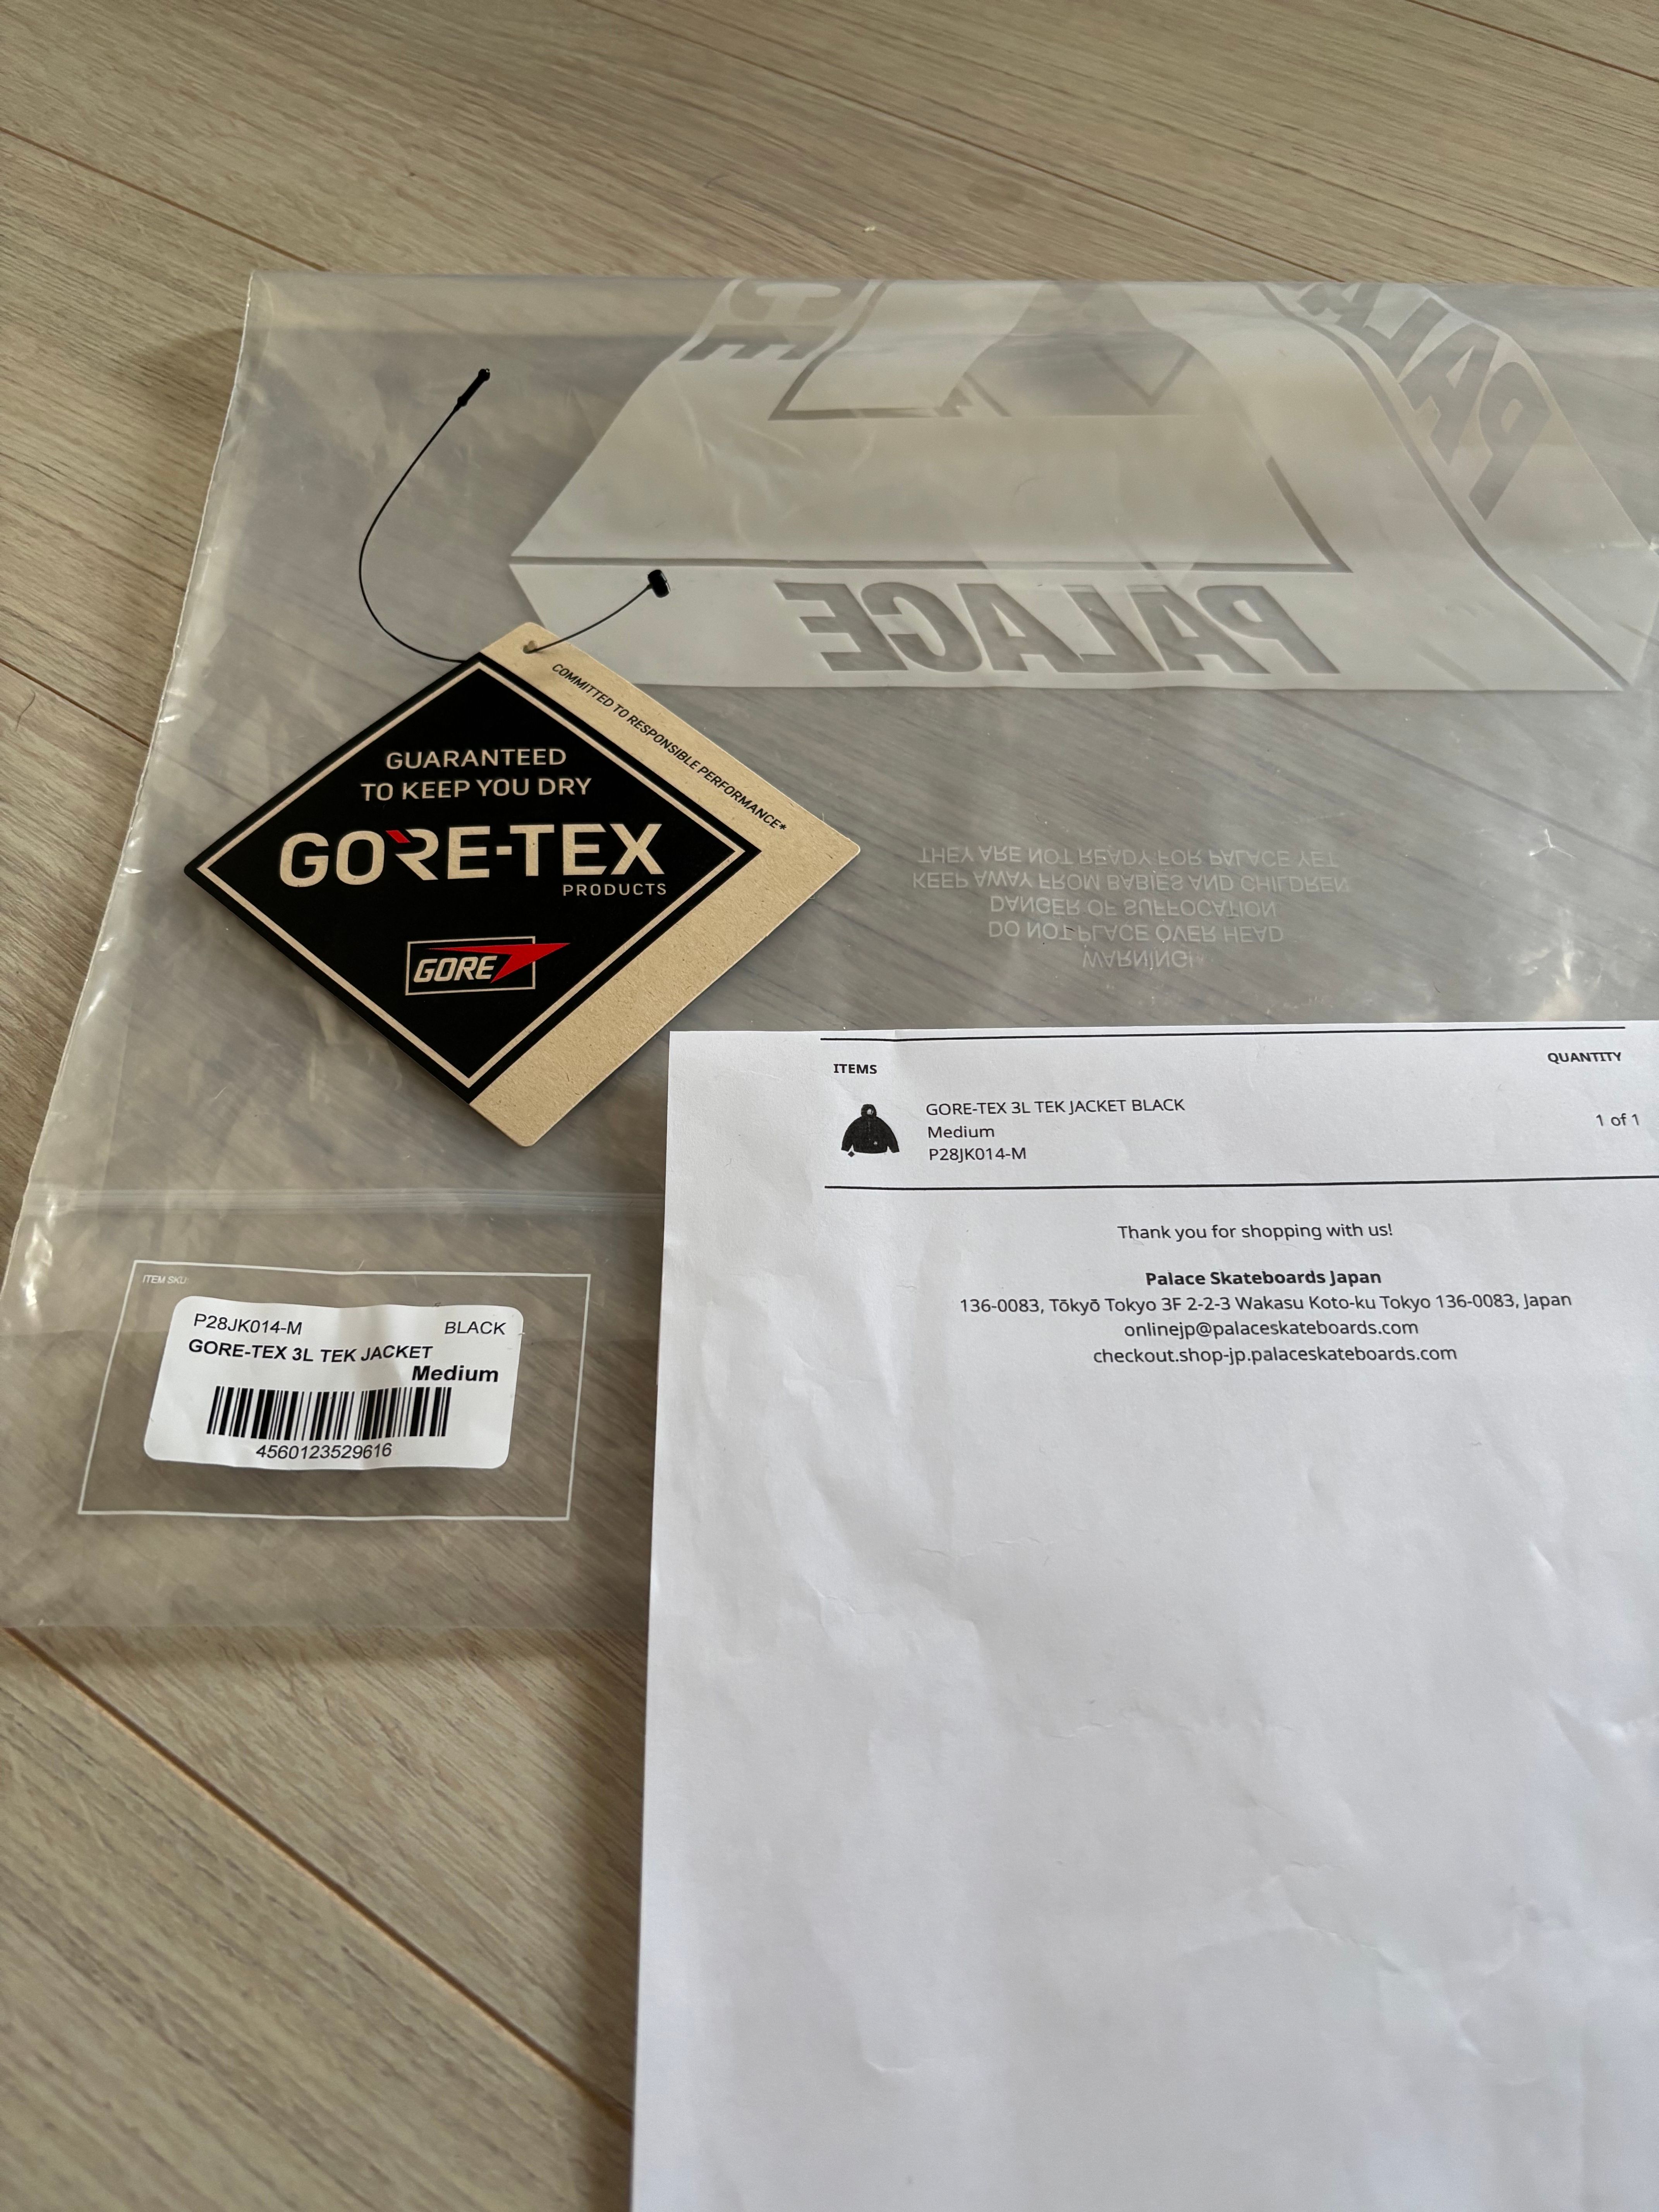 PALACE
PALACE
GUARANTEED
TO KEEP YOU DRY
GORE-TEX
PRODUCTS
GORE
COMMITTED TO RESPONSIBLE PERFORMANCE*
WARNING!
DO NOT PLACE OVER HEAD
DANGER OF SUFFOCATION
KEEP AWAY FROM BABIES AND CHILDREN
THEY ARE NOT READY FOR PALACE YET
ITEM SKU:
P28JK014-M BLACK
GORE-TEX 3L TEK JACKET
Medium
4560123529616
ITEMS QUANTITY
GORE-TEX 3L TEK JACKET BLACK
Medium
P28JK014-M
1 of 1
Thank you for shopping with us!
Palace Skateboards Japan
136-0083, Tōkyō Tokyo 3F 2-2-3 Wakasu Koto-ku Tokyo 136-0083, Japan
onlinejp@palaceskateboards.com
checkout.shop-jp.palaceskateboards.com